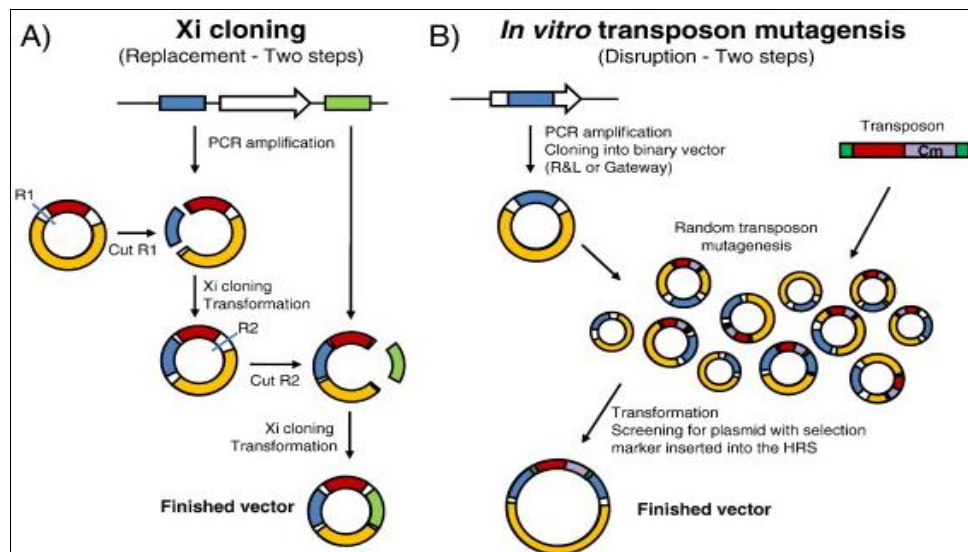 A)
Xi cloning
(Replacement - Two steps)
PCR amplification
R1
Cut R1
Xi cloning
Transformation
R2
Cut R2
Xi cloning
Transformation
Finished vector
B)
In vitro transposon mutagensis
(Disruption - Two steps)
PCR amplification
Cloning into binary vector
(R&L or Gateway)
Transposon
Cm
Random transposon
mutagenesis
Transformation
Screening for plasmid with selection
marker inserted into the HRS
Finished vector